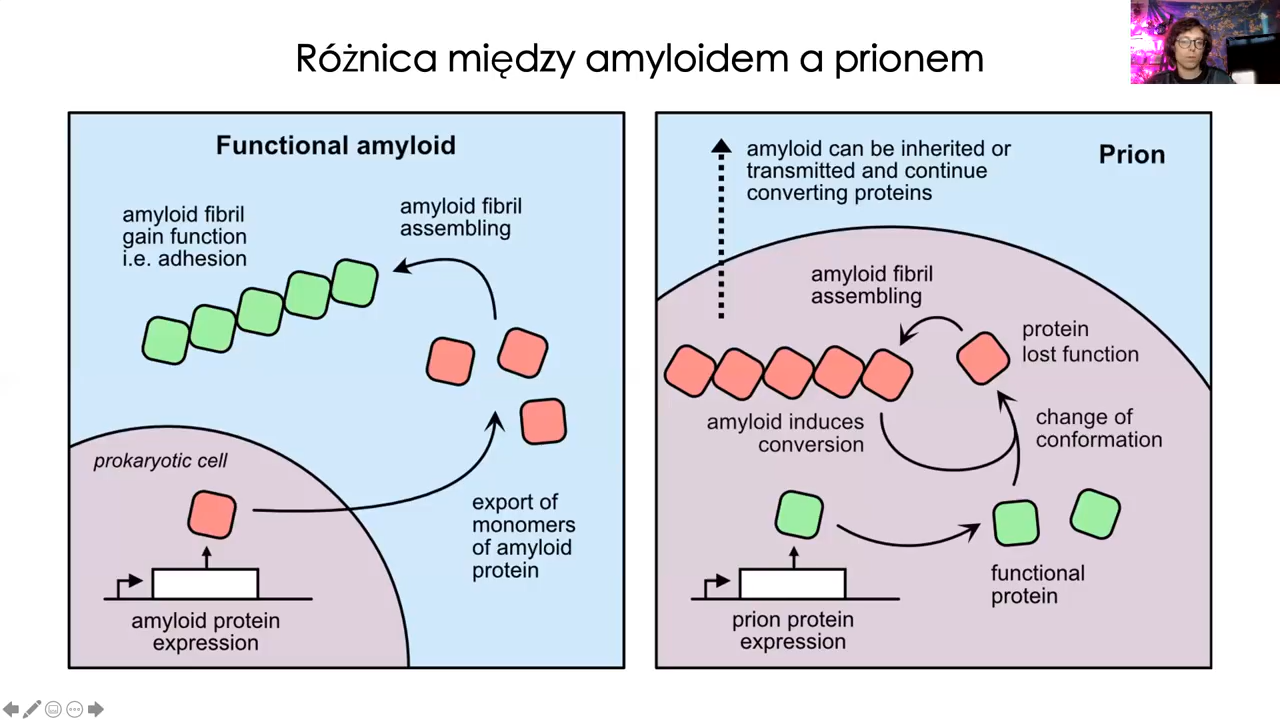 Różnica między amyloidem a prionem
Functional amyloid
amyloid fibril
gain function
i.e. adhesion
amyloid fibril
assembling
prokaryotic cell
export of
monomers
of amyloid
protein
amyloid protein
expression
Prion
amyloid can be inherited or
transmitted and continue
converting proteins
amyloid fibril
assembling
protein
lost function
amyloid induces
conversion
change of
conformation
functional
protein
prion protein
expression